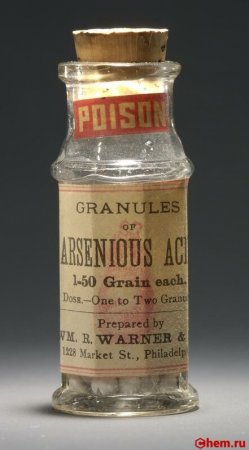 POISON
GRANULES
OF
ARSENIOUS ACI
1-50 Grain each.
Dose.—One to Two Granu
Prepared by
WM. R. WARNER &
1228 Market St., Philadelp
Chem.ru